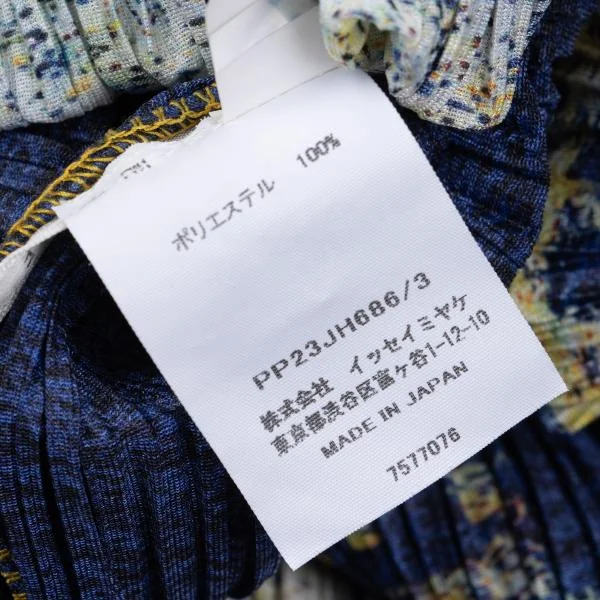 ポリエステル 100%
PP23JH686/3
株式会社 イッセイミヤケ
東京都渋谷区富ケ谷1-12-10
MADE IN JAPAN
7577076